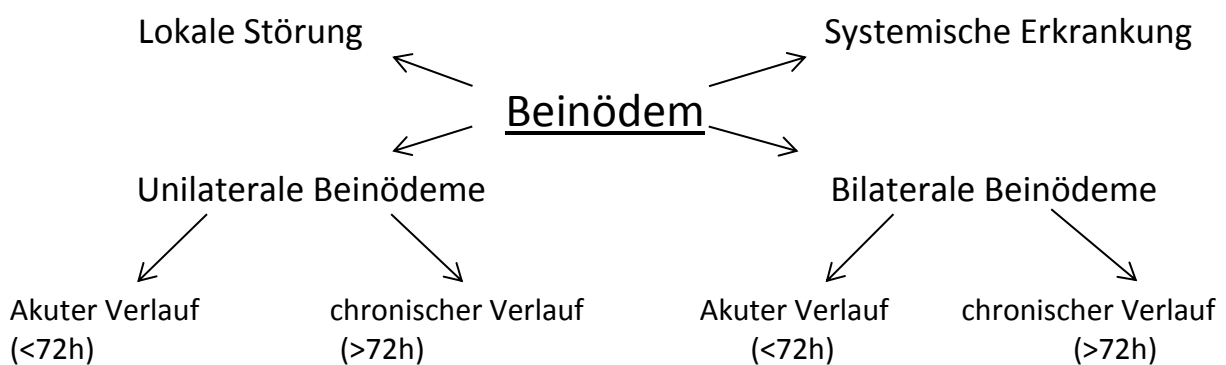 Lokale Störung
Systemische Erkrankung
Beinödem
Unilaterale Beinödeme
Bilaterale Beinödeme
Akuter Verlauf
(<72h)
chronischer Verlauf
(>72h)
Akuter Verlauf
(<72h)
chronischer Verlauf
(>72h)